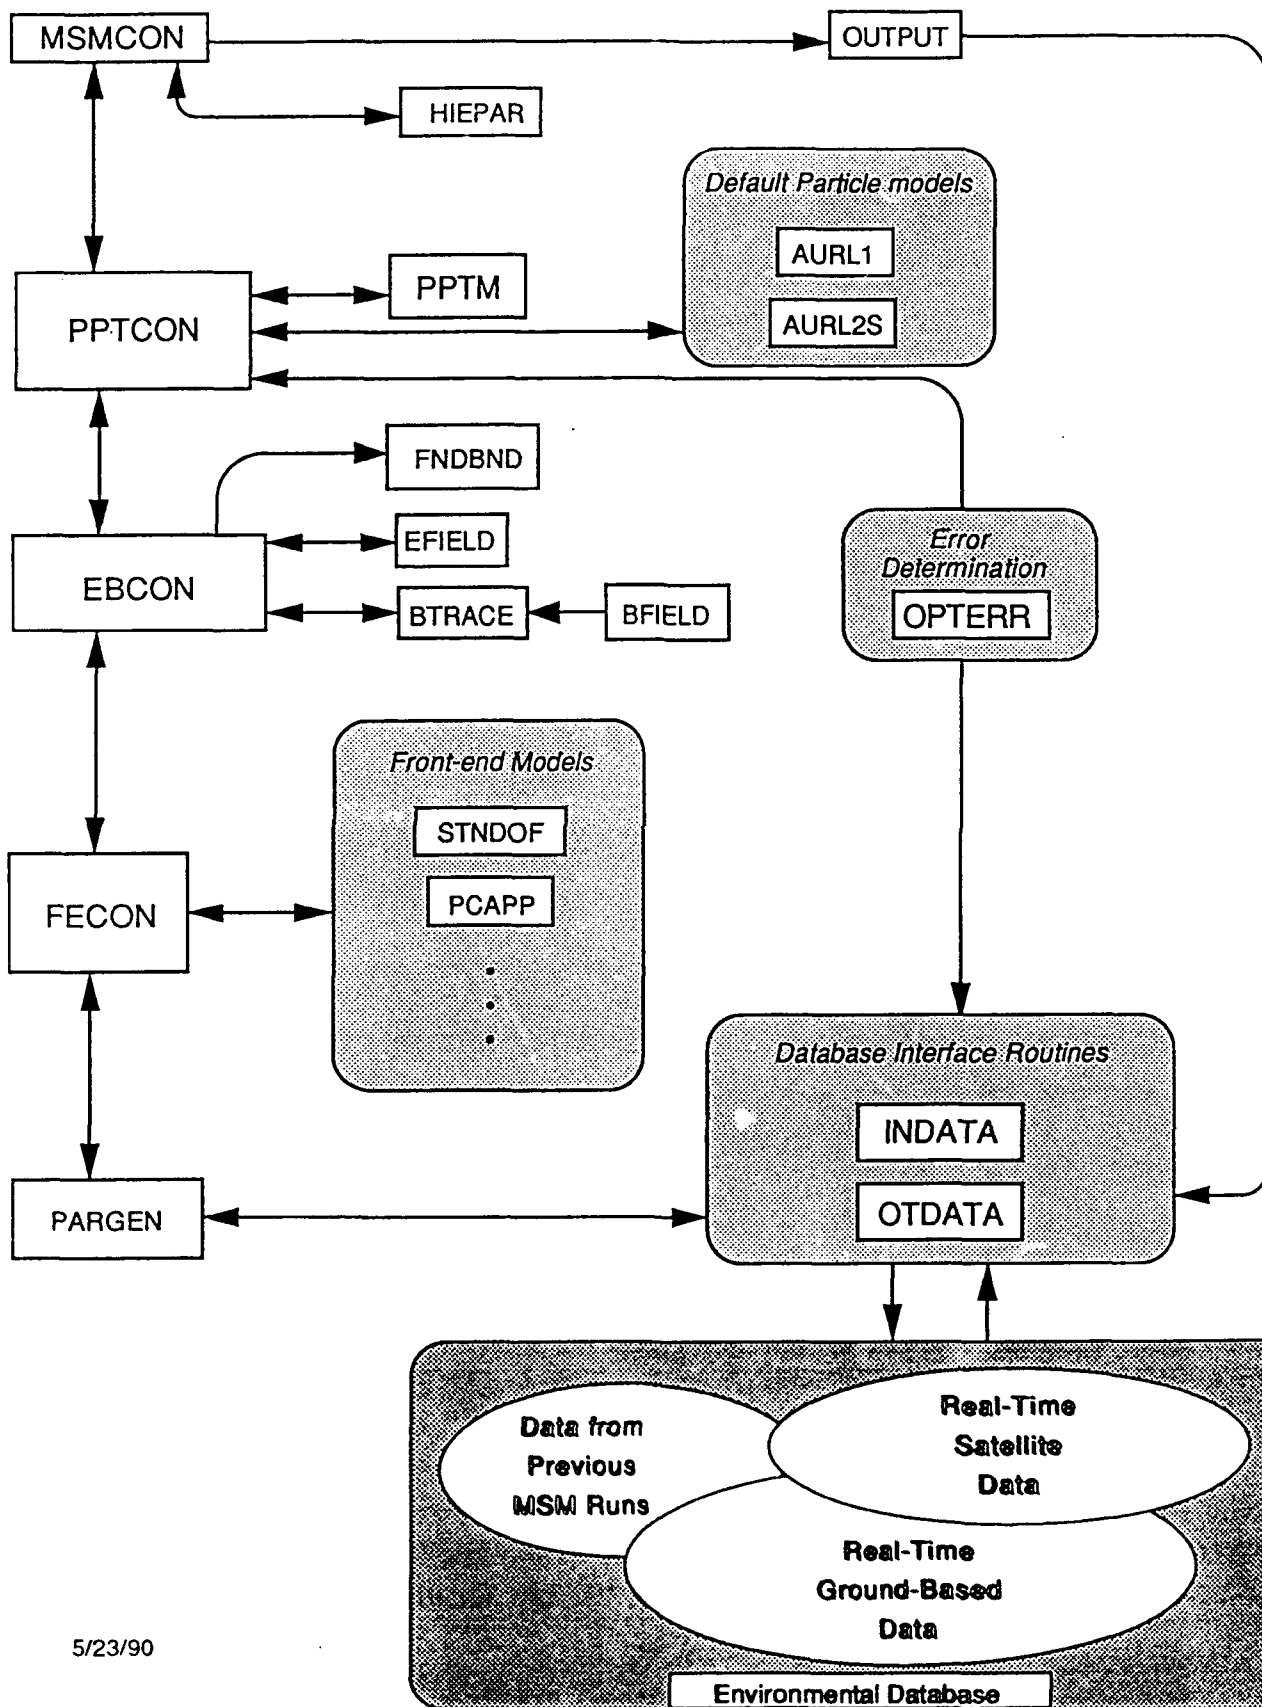 MSMCON
OUTPUT
HIEPAR
Default Particle models
AURL1
AURL2S
PPTCON
PPTM
FNDBND
EBCON
EFIELD
BTRACE
BFIELD
Error
Determination
OPTERR
Front-end Models
STNDOF
PCAPP
FECON
Database Interface Routines
INDATA
OTDATA
PARGEN
Data from
Previous
MSM Runs
Real-Time
Satellite
Data
Real-Time
Ground-Based
Data
5/23/90
Environmental Database